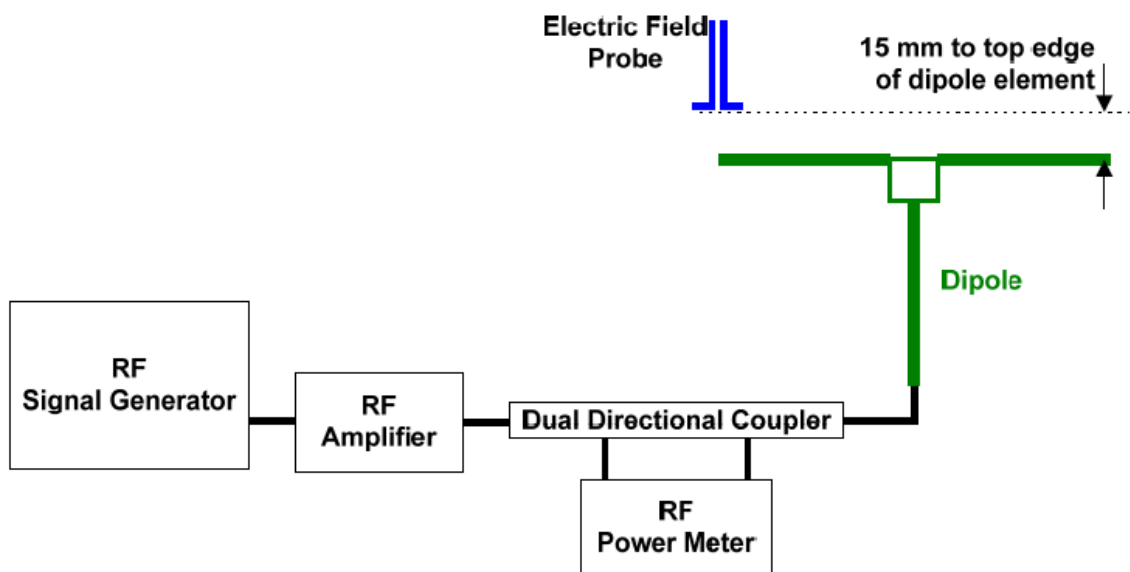 Electric Field
Probe
15 mm to top edge
of dipole element
Dipole
RF
Signal Generator
RF
Amplifier
Dual Directional Coupler
RF
Power Meter